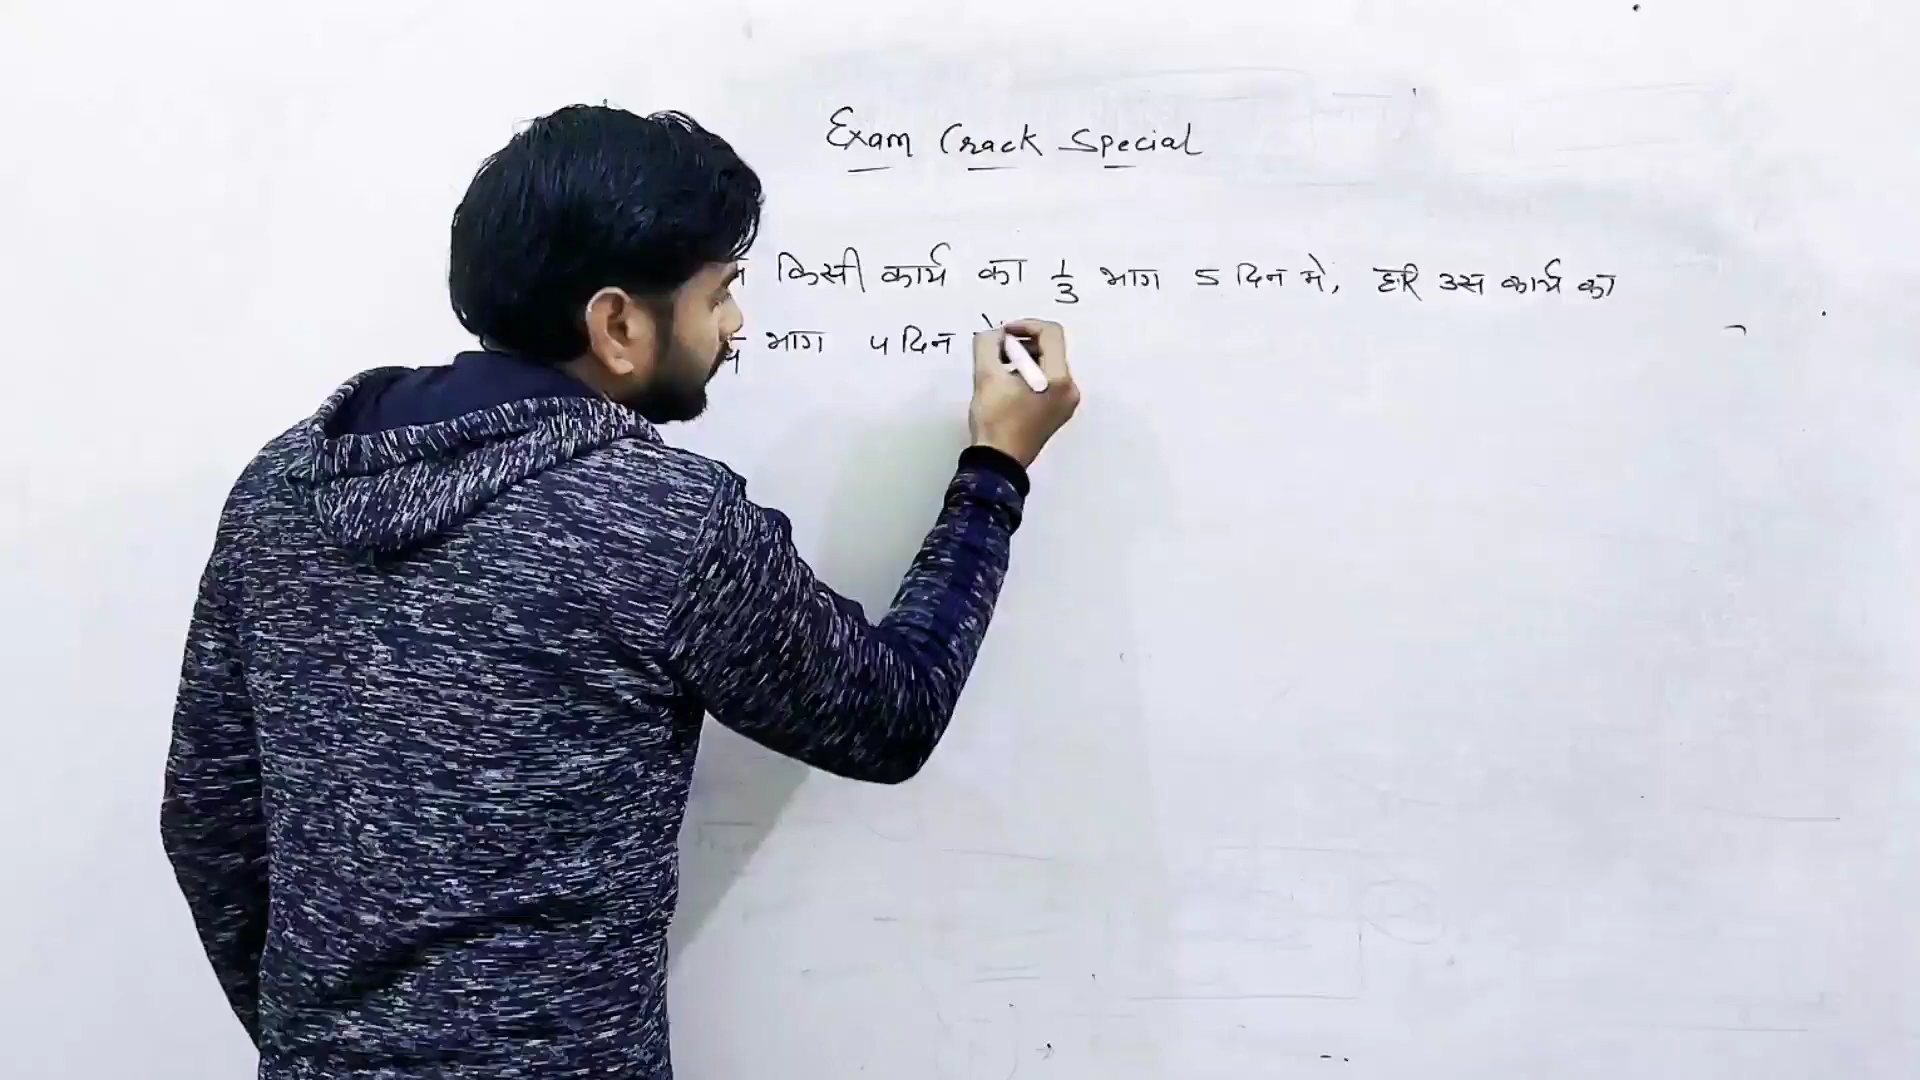 Exam Crack Special
किसी कार्य का 1/3 भाग 5 दिन मे, हरि उस कार्य का
भाग 4 दिन